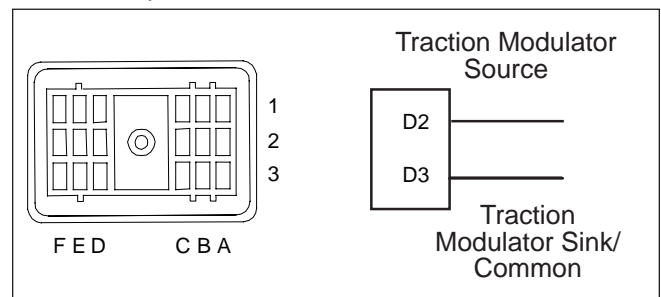 Traction Modulator
Source
1
2
3
D2
D3
F E D
C B A
Traction
Modulator Sink/
Common